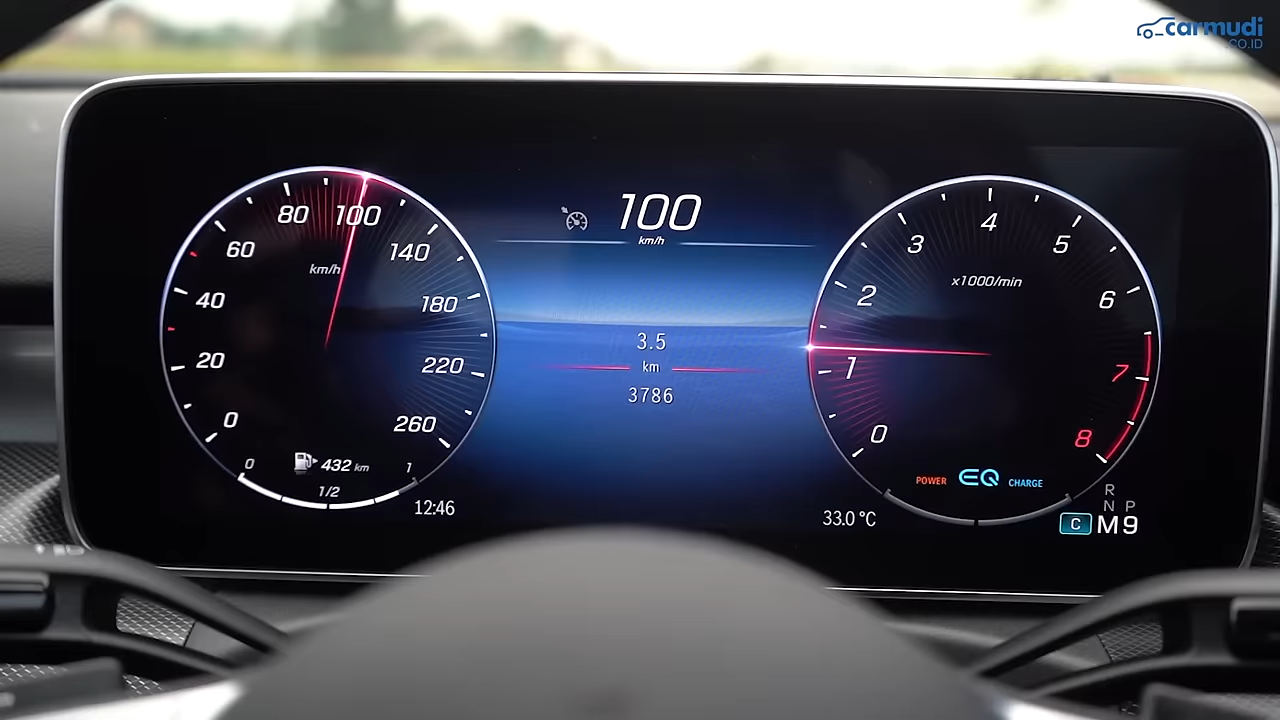 carmudi
.CO.ID
100
km/h
80 100
60 140
km/h
40 180
20 220
0 260
0 432 km 1
1/2
12:46
3.5
km
3786
4
3 5
x1000/min
2 6
1 7
0 8
POWER EQ CHARGE
33.0 °C
R
N P
C M9